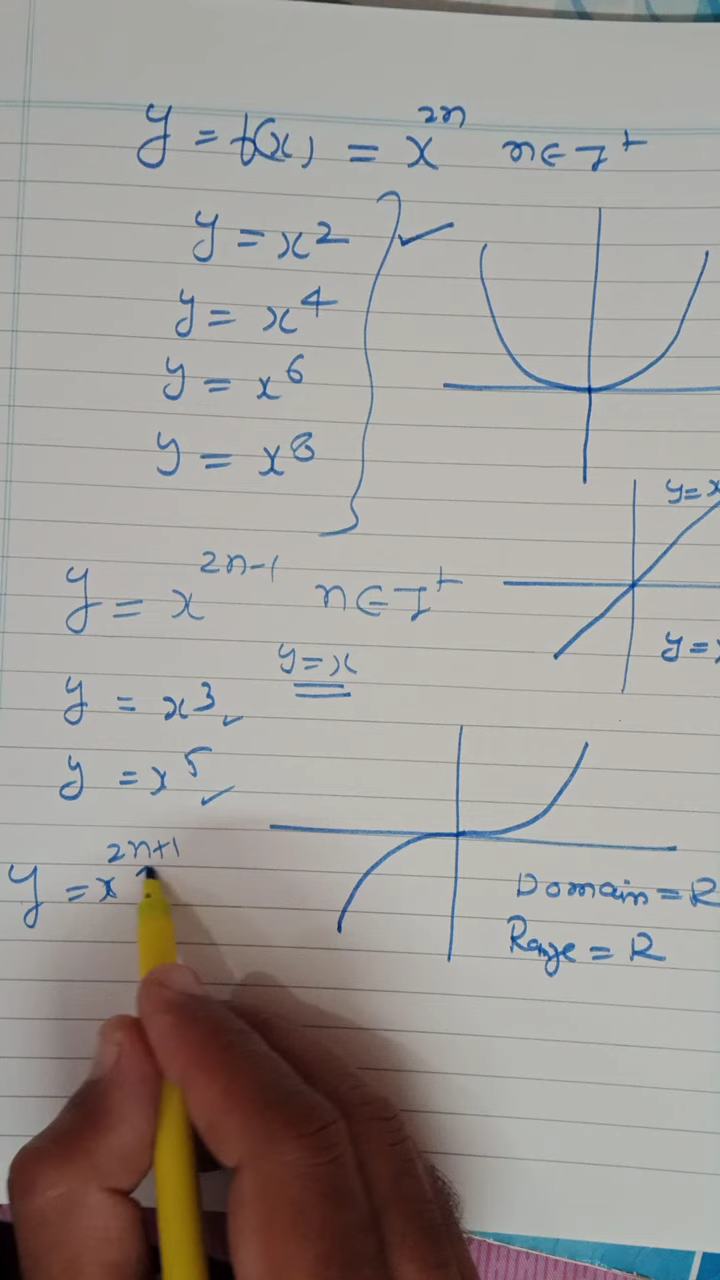 y = f(x) = x^{2n} n ∈ I^+
y = x^2
y = x^4
y = x^6
y = x^8
y = x
y =
y = x^{2n-1} n ∈ I^+
y = x
y = x^3
y = x^5
y = x^{2n+1}
Domain = R
Range = R